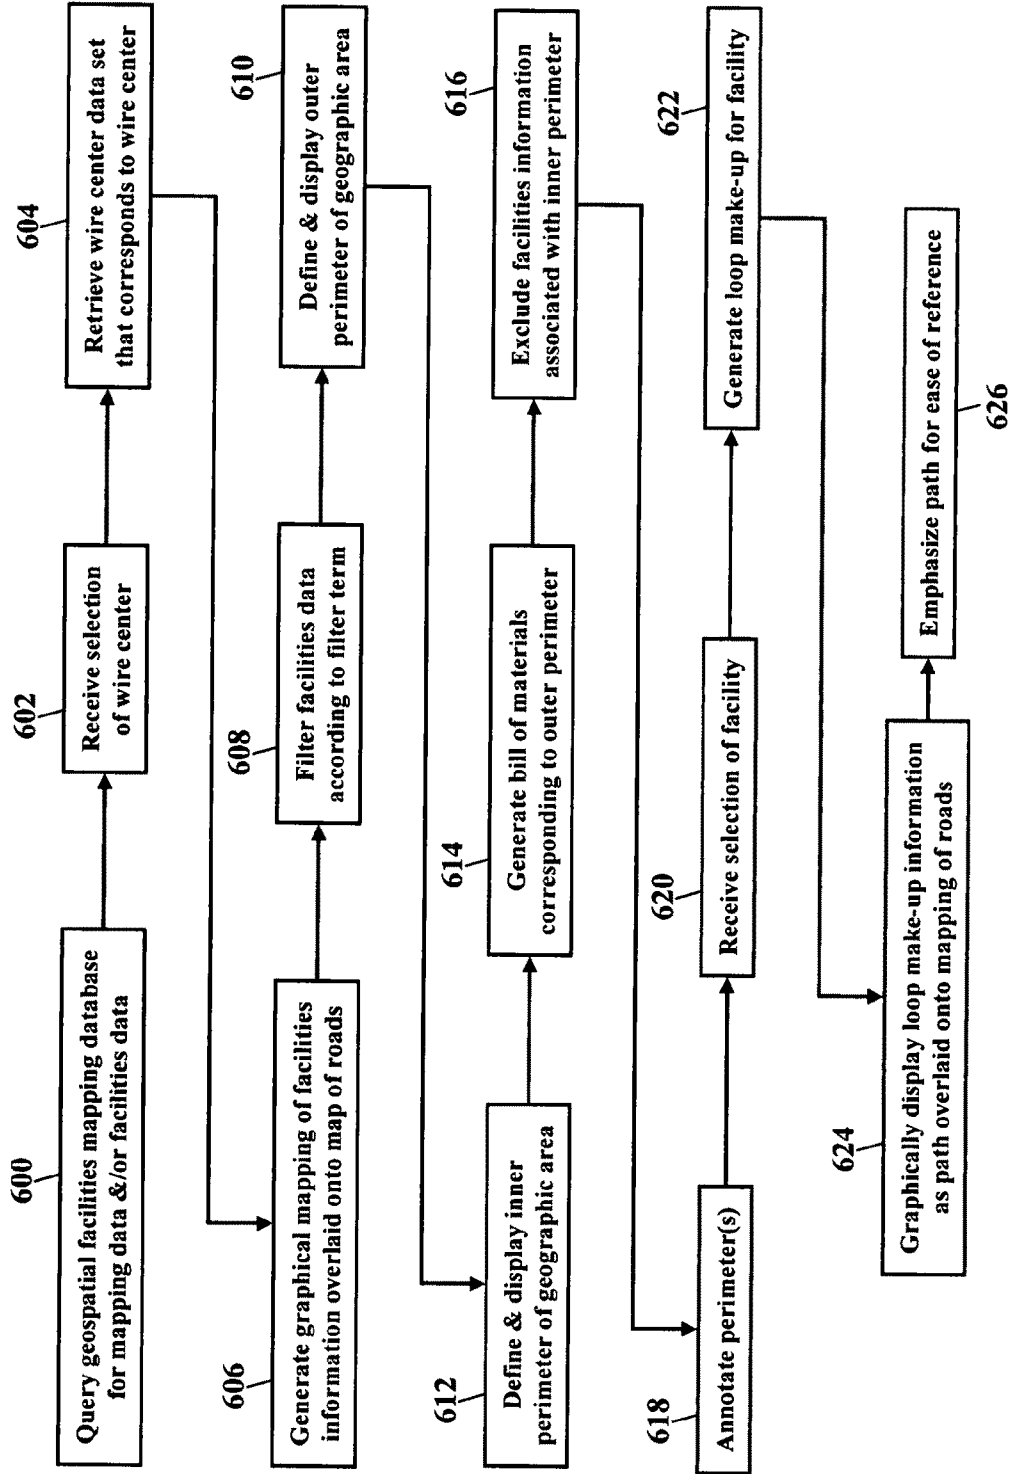 600
Query geospatial facilities mapping database
for mapping data &/or facilities data
602
Receive selection
of wire center
604
Retrieve wire center data set
that corresponds to wire center
606
Generate graphical mapping of facilities
information overlaid onto map of roads
608
Filter facilities data
according to filter term
610
Define & display outer
perimeter of geographic area
612
Define & display inner
perimeter of geographic area
614
Generate bill of materials
corresponding to outer perimeter
616
Exclude facilities information
associated with inner perimeter
618
Annotate perimeter(s)
620
Receive selection of facility
622
Generate loop make-up for facility
624
Graphically display loop make-up information
as path overlaid onto mapping of roads
Emphasize path for ease of reference
626